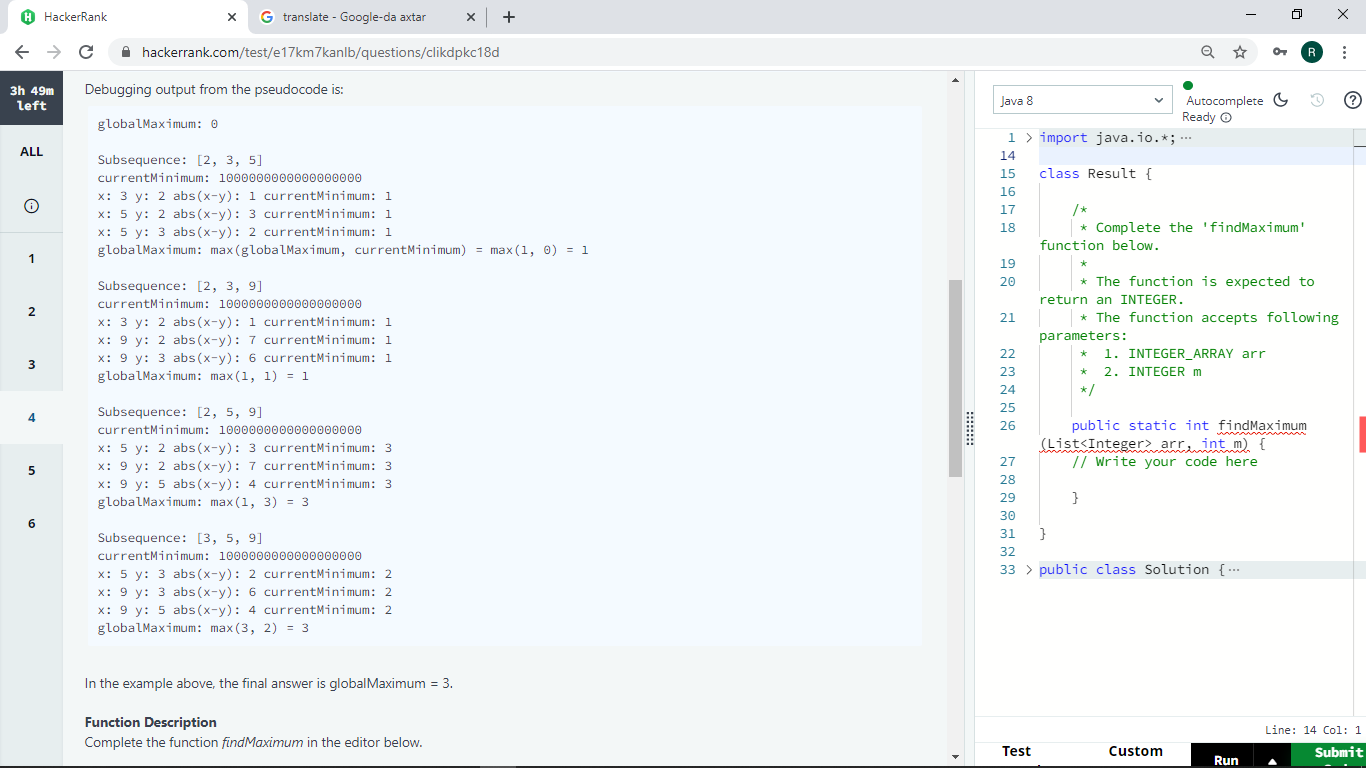 HackerRank
translate - Google-da axtar
hackerrank.com/test/e17km7kanlb/questions/clikdpkc18d
R
3h 49m
left
ALL
1
2
3
4
5
6
Debugging output from the pseudocode is:
globalMaximum: 0
Subsequence: [2, 3, 5]
currentMinimum: 1000000000000000000
x: 3 y: 2 abs(x-y): 1 currentMinimum: 1
x: 5 y: 2 abs(x-y): 3 currentMinimum: 1
x: 5 y: 3 abs(x-y): 2 currentMinimum: 1
globalMaximum: max(globalMaximum, currentMinimum) = max(1, 0) = 1
Subsequence: [2, 3, 9]
currentMinimum: 1000000000000000000
x: 3 y: 2 abs(x-y): 1 currentMinimum: 1
x: 9 y: 2 abs(x-y): 7 currentMinimum: 1
x: 9 y: 3 abs(x-y): 6 currentMinimum: 1
globalMaximum: max(1, 1) = 1
Subsequence: [2, 5, 9]
currentMinimum: 1000000000000000000
x: 5 y: 2 abs(x-y): 3 currentMinimum: 3
x: 9 y: 2 abs(x-y): 7 currentMinimum: 3
x: 9 y: 5 abs(x-y): 4 currentMinimum: 3
globalMaximum: max(1, 3) = 3
Subsequence: [3, 5, 9]
currentMinimum: 1000000000000000000
x: 5 y: 3 abs(x-y): 2 currentMinimum: 2
x: 9 y: 3 abs(x-y): 6 currentMinimum: 2
x: 9 y: 5 abs(x-y): 4 currentMinimum: 2
globalMaximum: max(3, 2) = 3
In the example above, the final answer is globalMaximum = 3.
Function Description
Complete the function findMaximum in the editor below.
Java 8
Autocomplete
Ready
1 > import java.io.*; ···
14
15 class Result {
16
17 /*
18 * Complete the 'findMaximum'
function below.
19 *
20 * The function is expected to
return an INTEGER.
21 * The function accepts following
parameters:
22 * 1. INTEGER_ARRAY arr
23 * 2. INTEGER m
24 */
25
26 public static int findMaximum
(List<Integer> arr, int m) {
27 // Write your code here
28
29 }
30
31 }
32
33 > public class Solution { ···
Line: 14 Col: 1
Test
Custom
Run
Submit